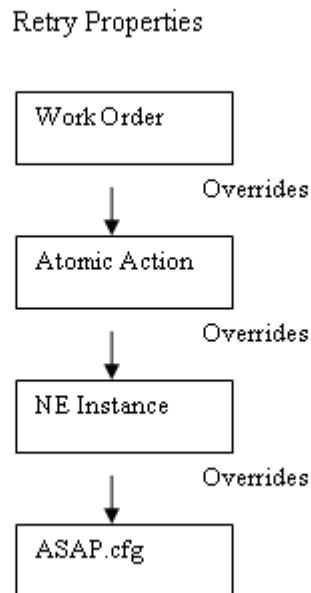 Retry Properties
Work Order
Overrides
Atomic Action
Overrides
NE Instance
Overrides
ASAP.cfg